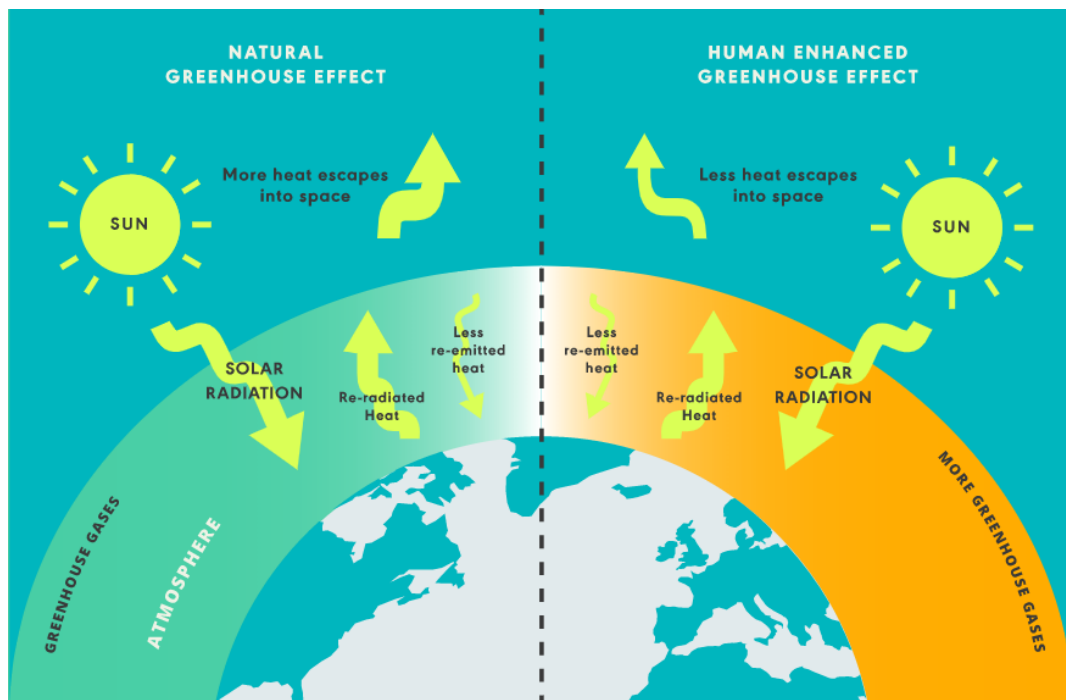 NATURAL
GREENHOUSE EFFECT
More heat escapes
into space
SUN
SOLAR
RADIATION
Re-radiated
Heat
Less
re-emitted
heat
GREENHOUSE GASES
ATMOSPHERE
HUMAN ENHANCED
GREENHOUSE EFFECT
Less heat escapes
into space
SUN
Less
re-emitted
heat
Re-radiated
Heat
SOLAR
RADIATION
MORE GREENHOUSE GASES